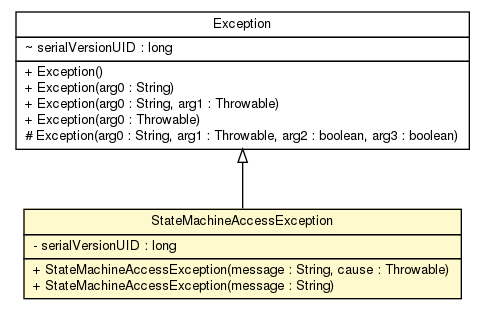 Exception
~ serialVersionUID : long
+ Exception()
+ Exception(arg0 : String)
+ Exception(arg0 : String, arg1 : Throwable)
+ Exception(arg0 : Throwable)
# Exception(arg0 : String, arg1 : Throwable, arg2 : boolean, arg3 : boolean)
StateMachineAccessException
- serialVersionUID : long
+ StateMachineAccessException(message : String, cause : Throwable)
+ StateMachineAccessException(message : String)